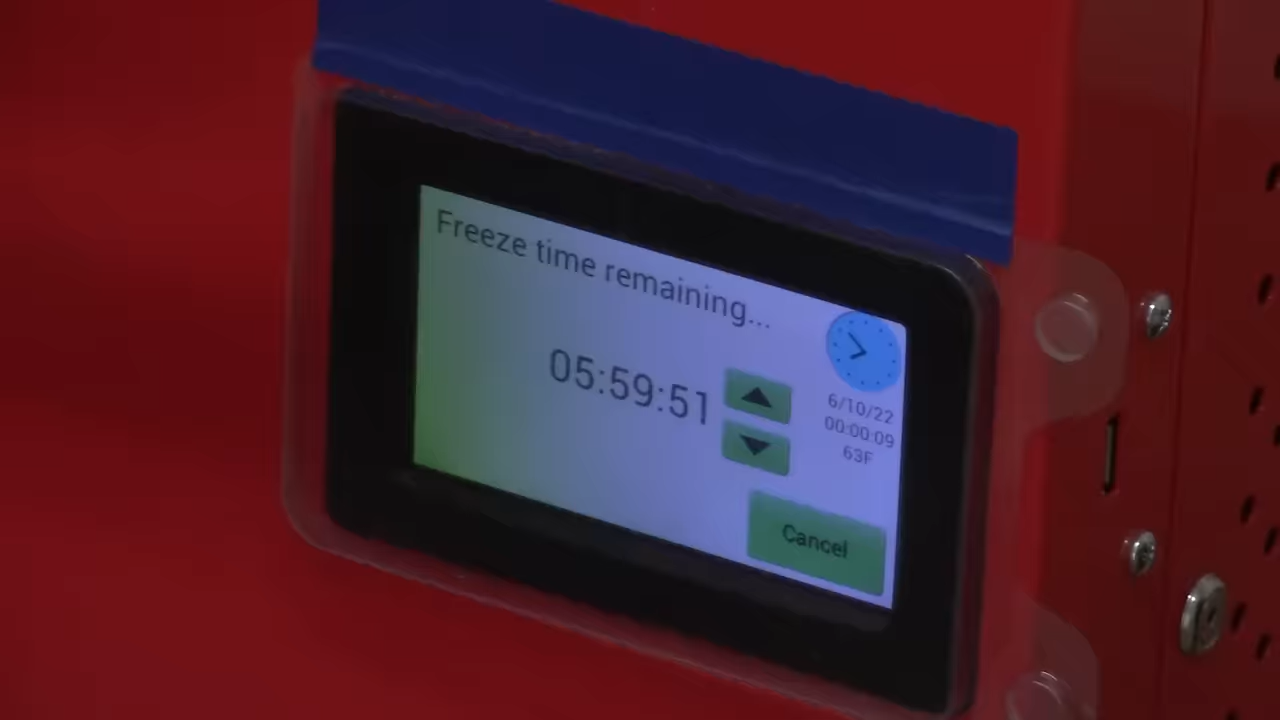 Freeze time remaining...
05:59:51
6/10/22
00:00:09
63F
Cancel